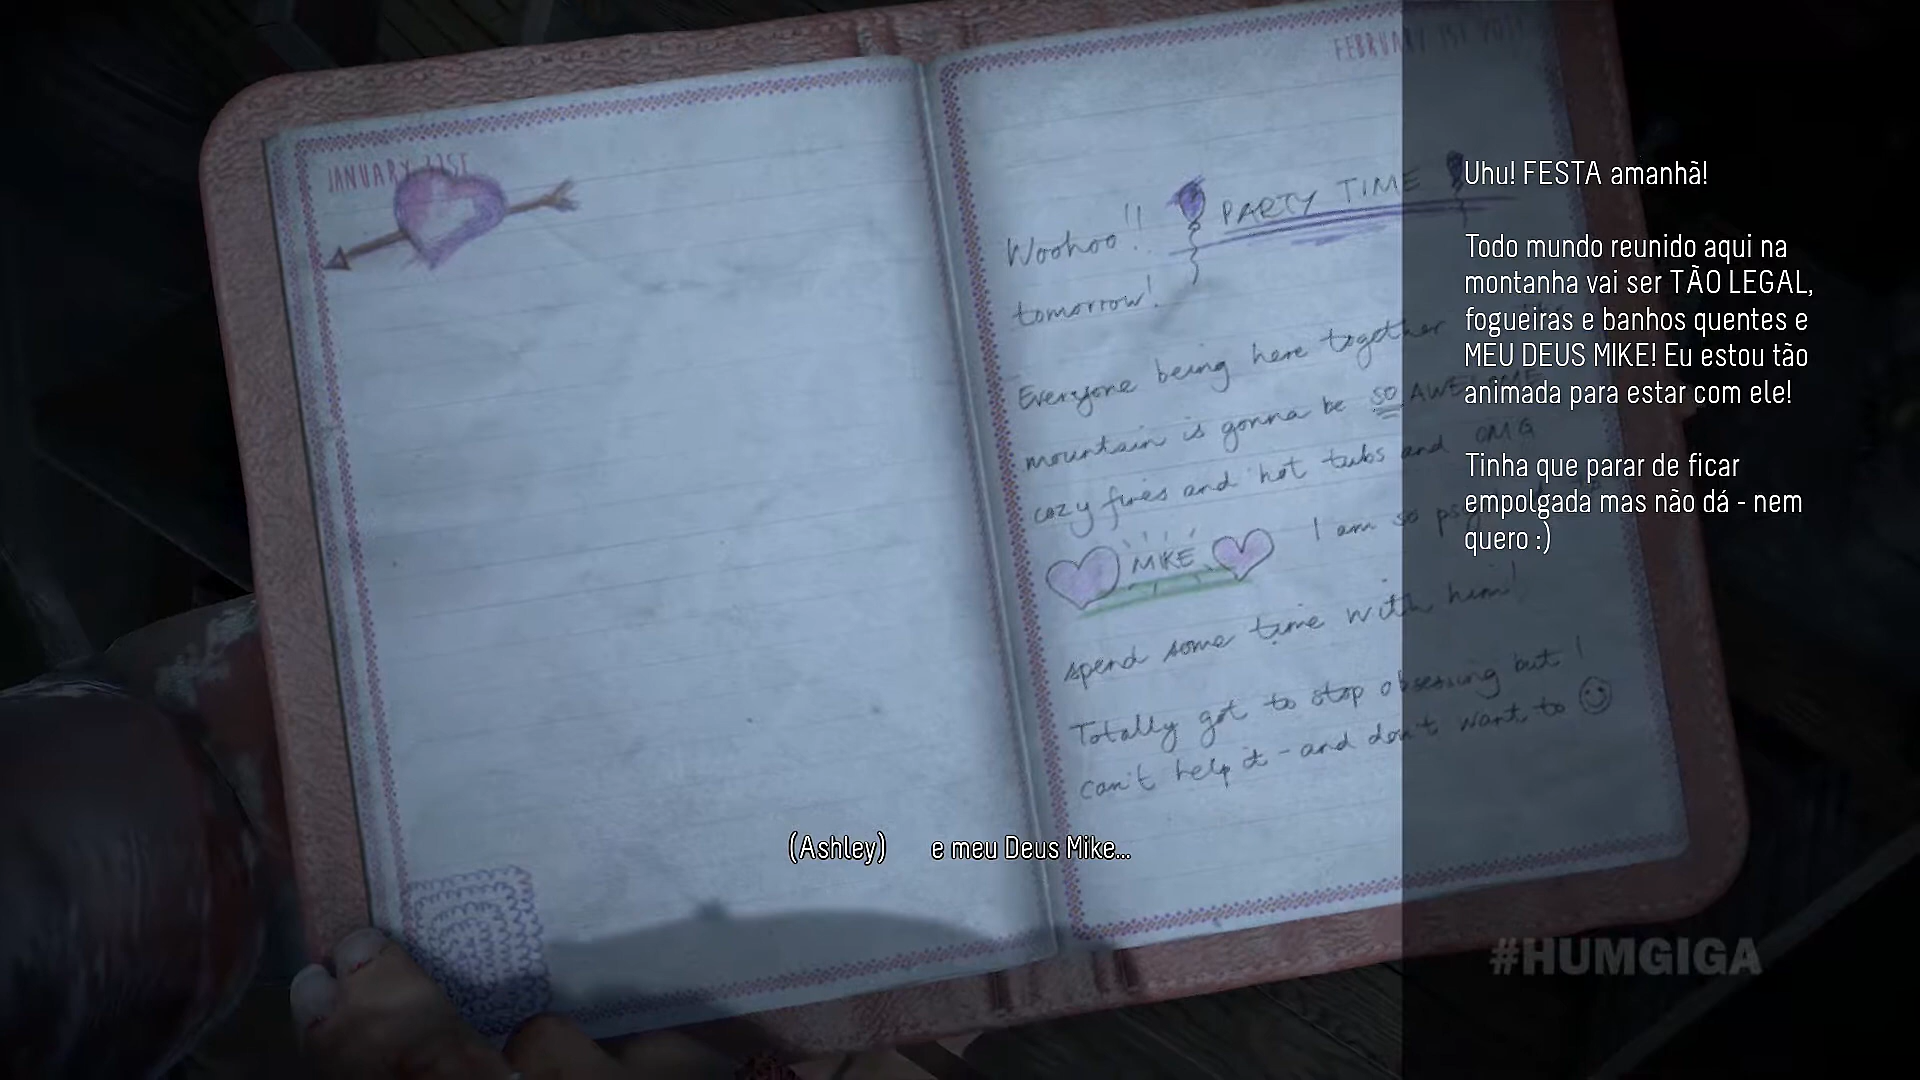 JANUARY 31ST
FEBRUARY 1ST
Woohoo!! PARTY TIME
tomorrow!
Everyone being here together
mountain is gonna be so AWESOME
cozy fires and hot tubs and OMG
MIKE I am so
spend some time with him!
Totally got to stop obsessing but I
can't help it - and don't want to
Uhu! FESTA amanhã!
Todo mundo reunido aqui na
montanha vai ser TÃO LEGAL,
fogueiras e banhos quentes e
MEU DEUS MIKE! Eu estou tão
animada para estar com ele!
Tinha que parar de ficar
empolgada mas não dá - nem
quero :)
(Ashley) e meu Deus Mike...
#HUMGIGA